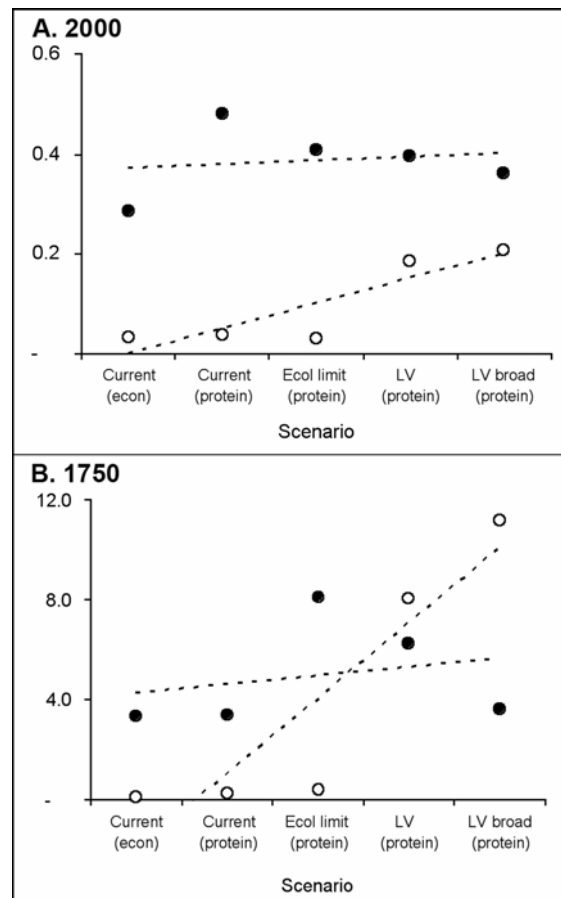 A. 2000
0.6
0.4
0.2
-
Current Current Ecol limit LV LV broad
(econ) (protein) (protein) (protein) (protein)
Scenario
B. 1750
12.0
8.0
4.0
-
Current Current Ecol limit LV LV broad
(econ) (protein) (protein) (protein) (protein)
Scenario